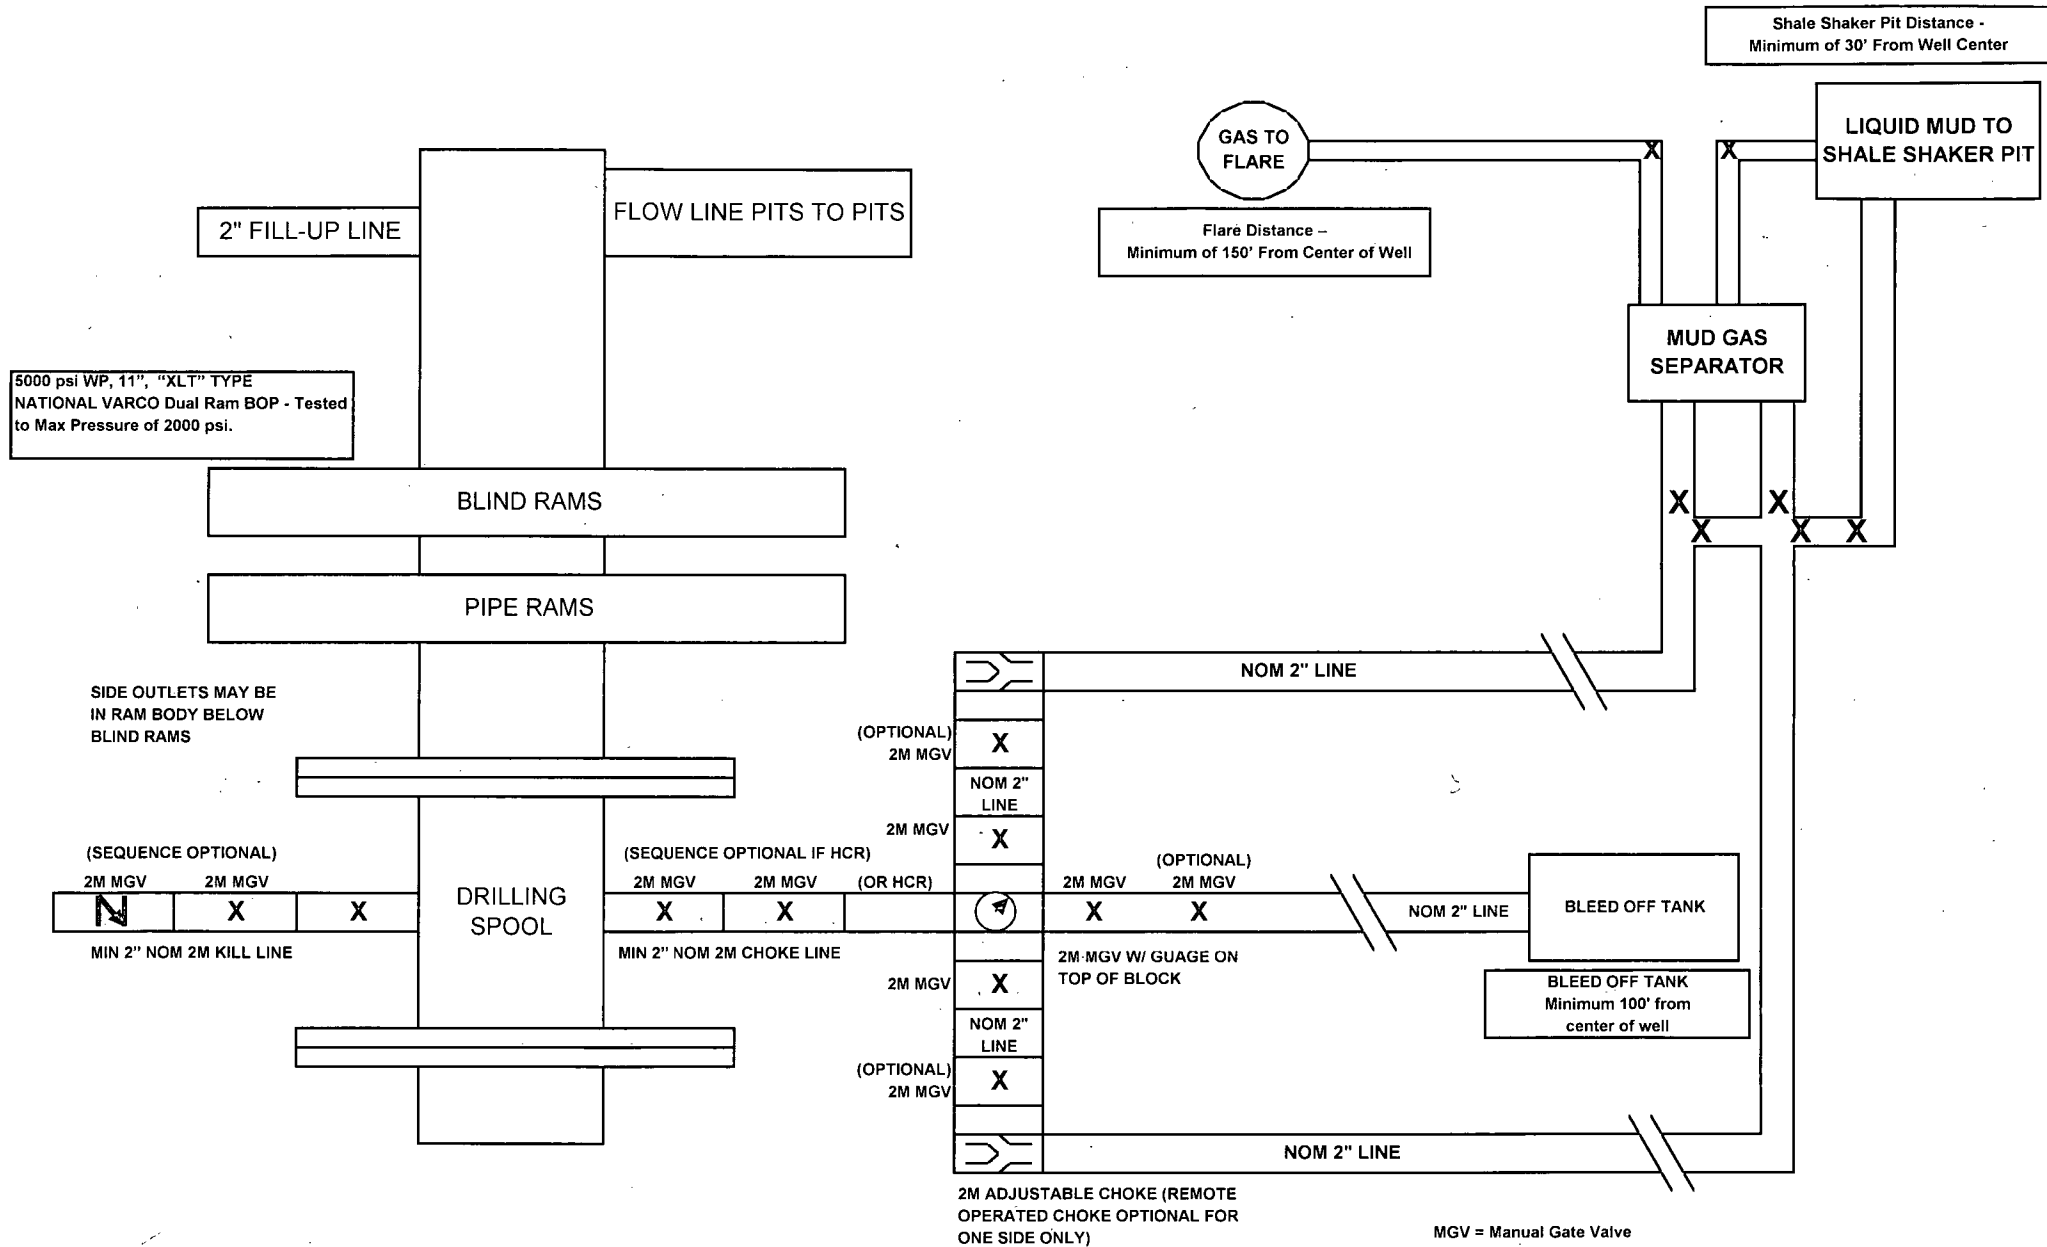 Shale Shaker Pit Distance -
Minimum of 30' From Well Center
GAS TO
FLARE
LIQUID MUD TO
SHALE SHAKER PIT
2" FILL-UP LINE
FLOW LINE PITS TO PITS
Flare Distance –
Minimum of 150' From Center of Well
MUD GAS
SEPARATOR
5000 psi WP, 11", "XLT" TYPE
NATIONAL VARCO Dual Ram BOP - Tested
to Max Pressure of 2000 psi.
BLIND RAMS
X
X
X
X
X
X
X
PIPE RAMS
SIDE OUTLETS MAY BE
IN RAM BODY BELOW
BLIND RAMS
NOM 2" LINE
(OPTIONAL)
2M MGV
X
NOM 2"
LINE
2M MGV
X
(SEQUENCE OPTIONAL)
2M MGV
2M MGV
N
X
X
MIN 2" NOM 2M KILL LINE
DRILLING
SPOOL
(SEQUENCE OPTIONAL IF HCR)
2M MGV
2M MGV
(OR HCR)
X
X
MIN 2" NOM 2M CHOKE LINE
2M MGV
(OPTIONAL)
2M MGV
X
X
NOM 2" LINE
BLEED OFF TANK
2M MGV W/ GUAGE ON
TOP OF BLOCK
BLEED OFF TANK
Minimum 100' from
center of well
2M MGV
X
NOM 2"
LINE
(OPTIONAL)
2M MGV
X
NOM 2" LINE
2M ADJUSTABLE CHOKE (REMOTE
OPERATED CHOKE OPTIONAL FOR
ONE SIDE ONLY)
MGV = Manual Gate Valve